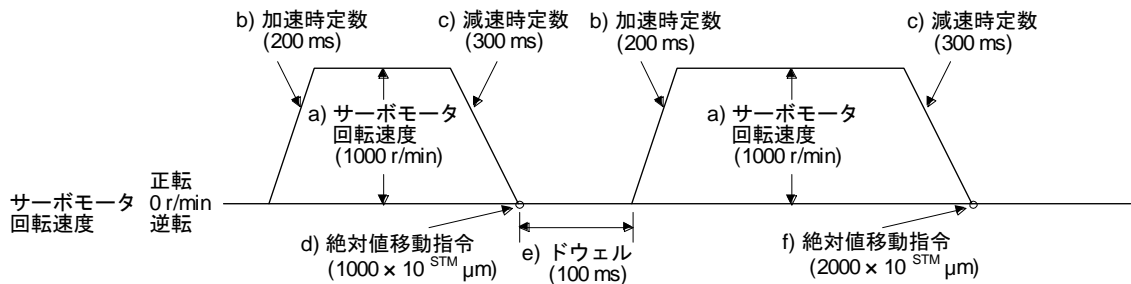 b) 加速時定数
(200 ms)
c) 減速時定数
(300 ms)
b) 加速時定数
(200 ms)
c) 減速時定数
(300 ms)
a) サーボモータ
回転速度
(1000 r/min)
a) サーボモータ
回転速度
(1000 r/min)
サーボモータ
回転速度
正転
0 r/min
逆転
d) 絶対値移動指令
(1000 × 10 STM μm)
e) ドウェル
(100 ms)
f) 絶対値移動指令
(2000 × 10 STM μm)